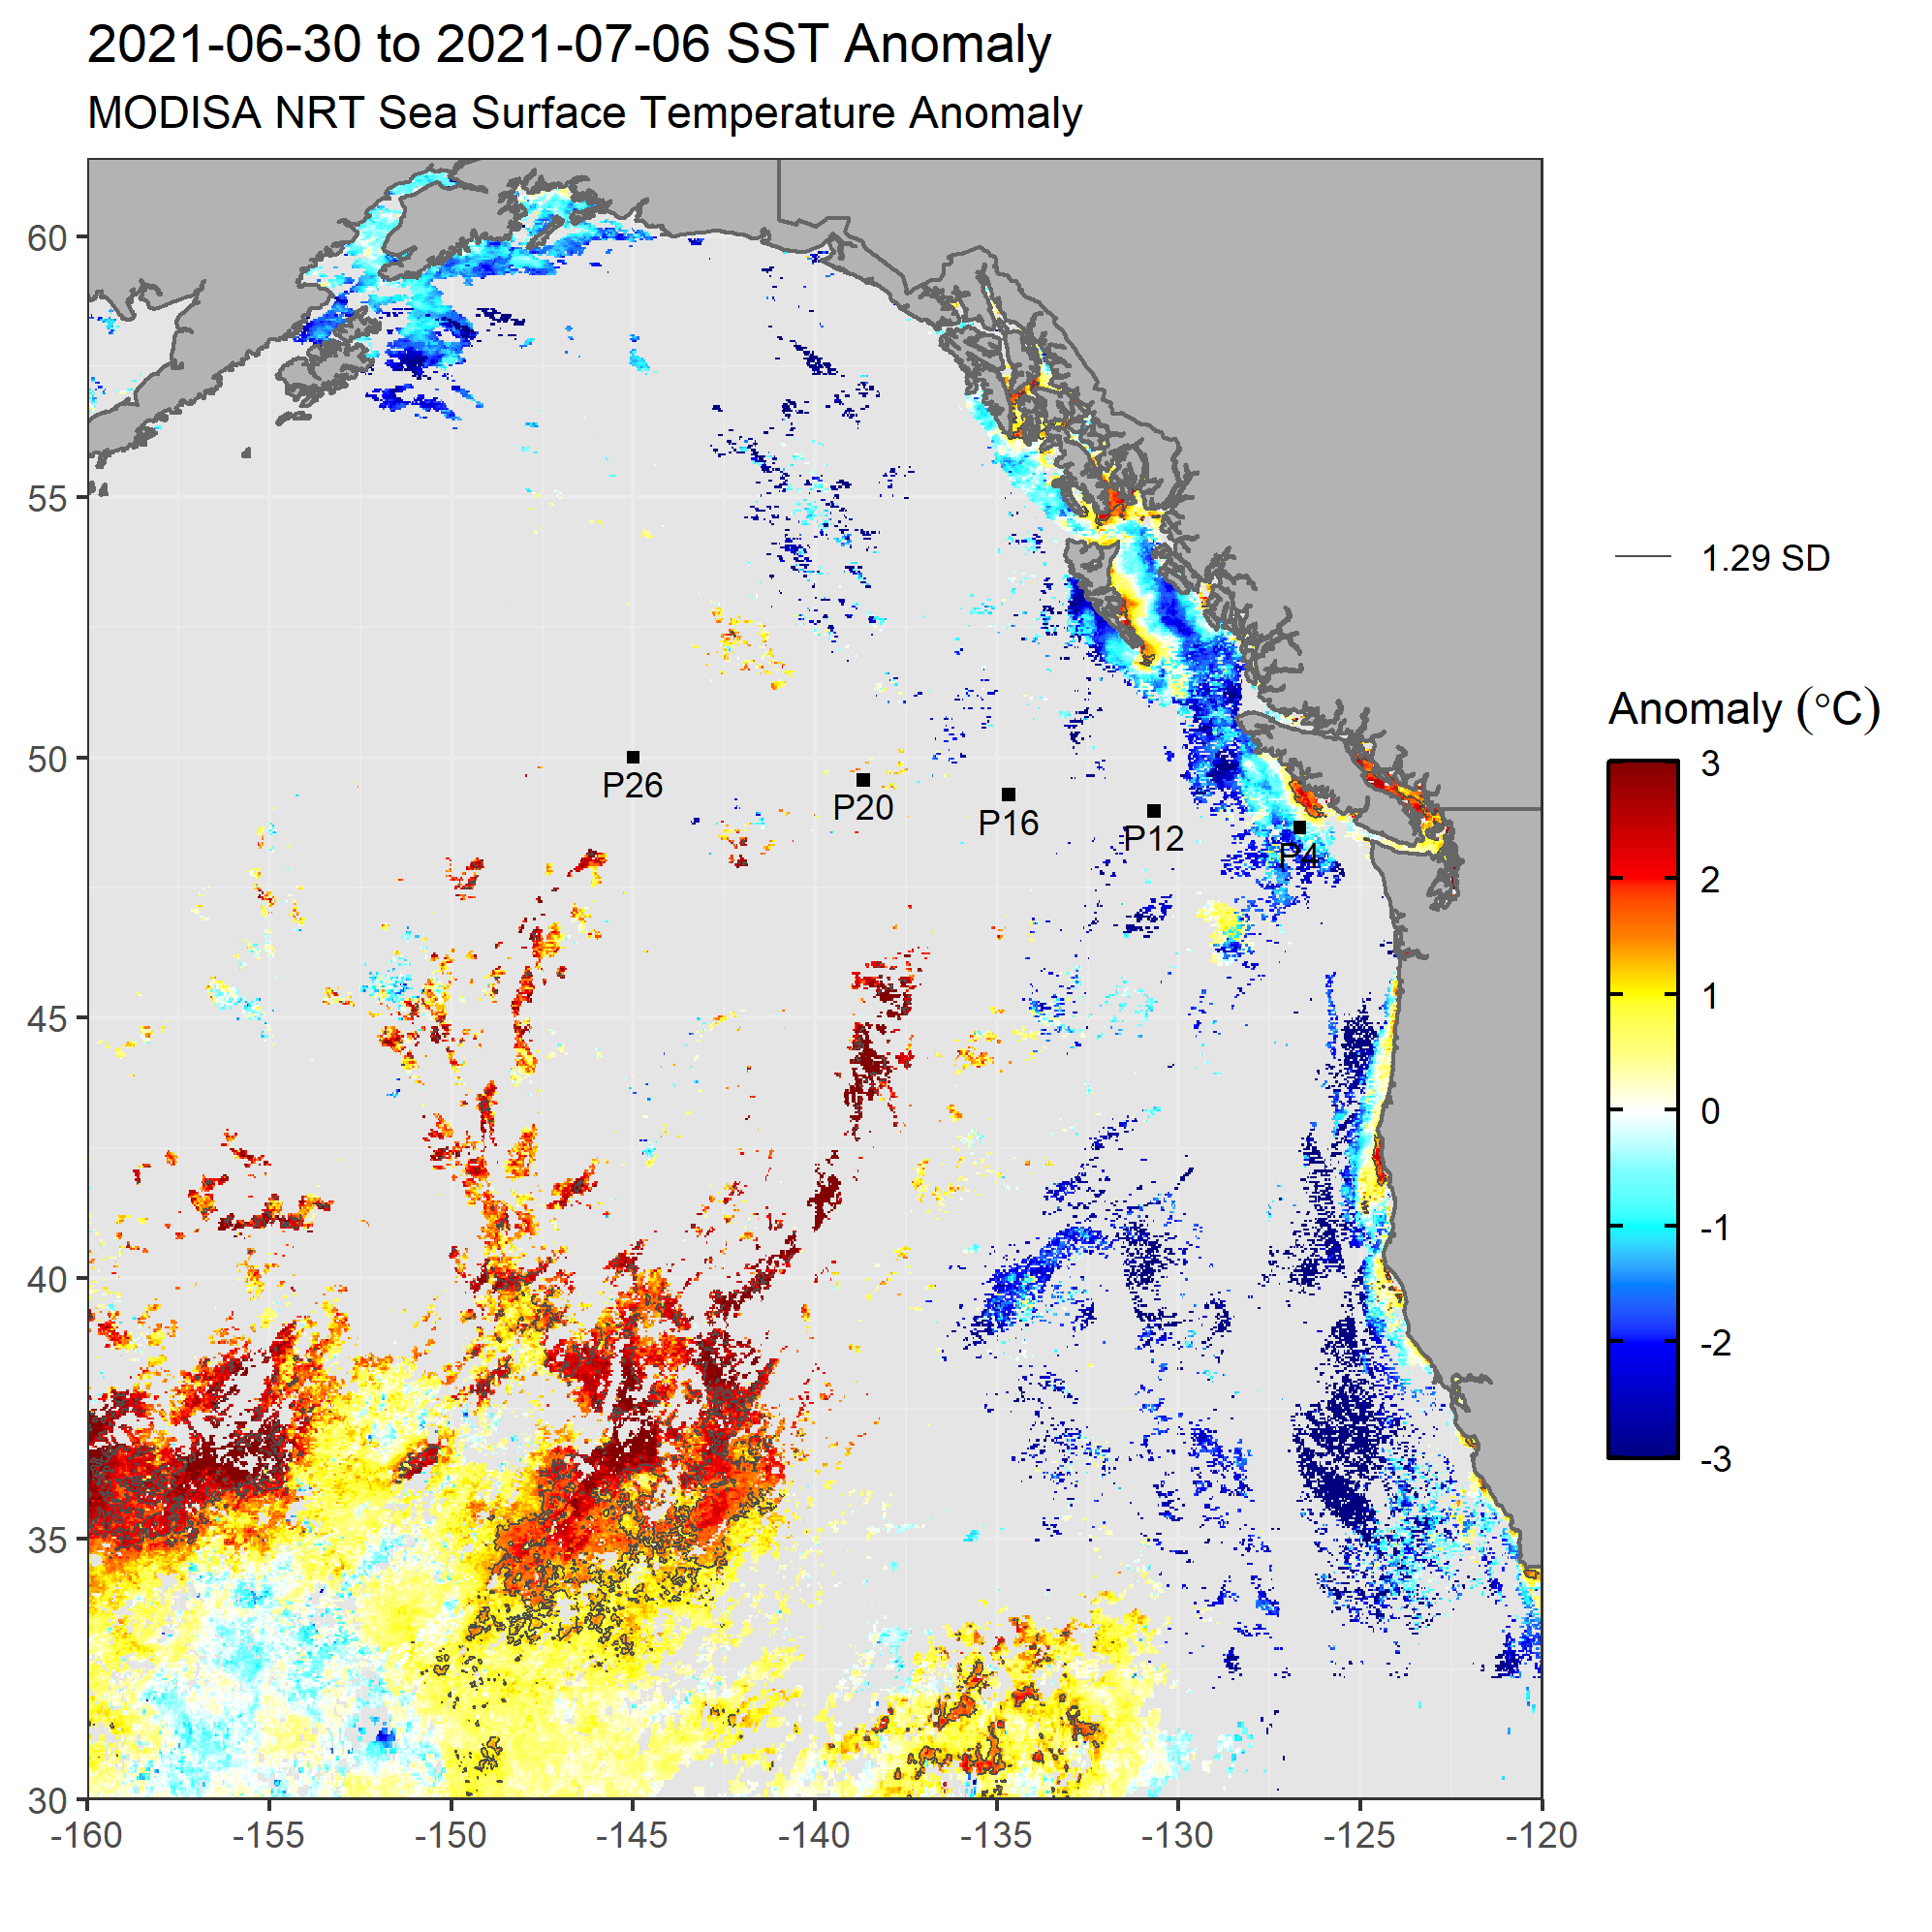 2021-06-30 to 2021-07-06 SST Anomaly
MODISA NRT Sea Surface Temperature Anomaly
60
55
50
45
40
35
30
-160
-155
-150
-145
-140
-135
-130
-125
-120
P26
P20
P16
P12
P4
1.29 SD
Anomaly (°C)
3
2
1
0
-1
-2
-3